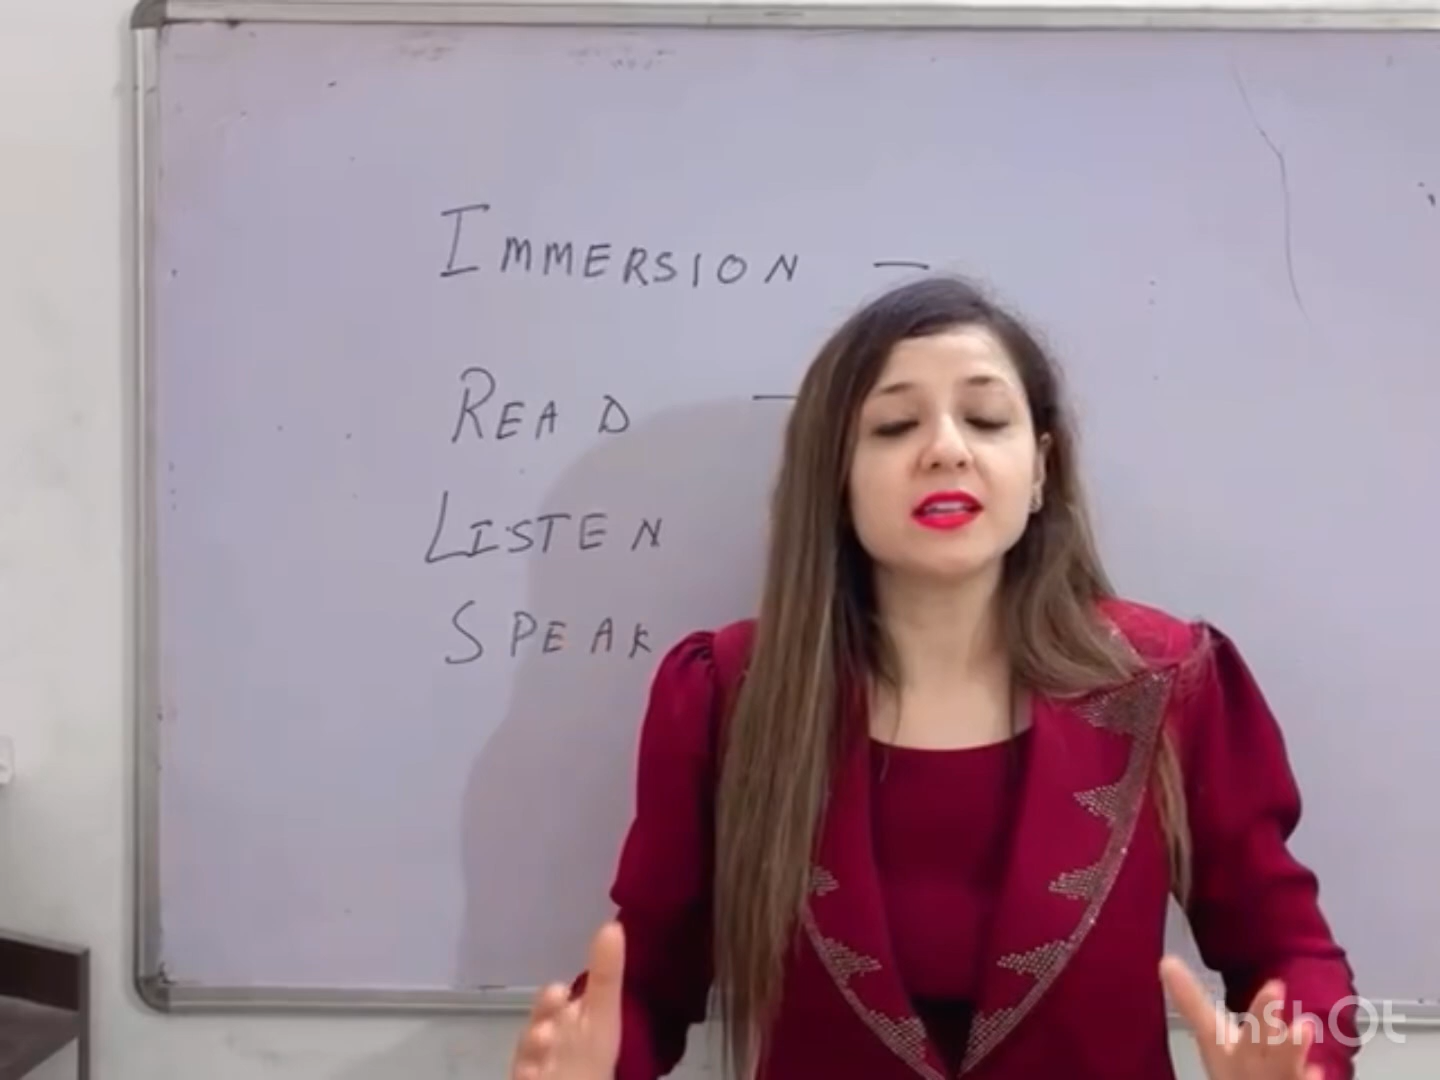 IMMERSION -
READ -
LISTEN
SPEAK
InShOt